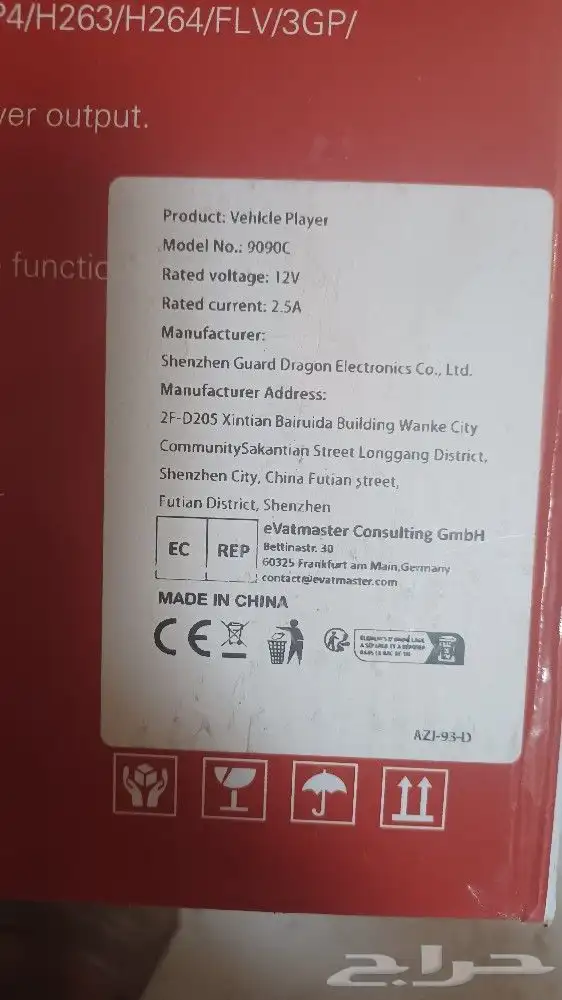 P4/H263/H264/FLV/3GP/
ver output.
functio
Product: Vehicle Player
Model No.: 9090C
Rated voltage: 12V
Rated current: 2.5A
Manufacturer:
Shenzhen Guard Dragon Electronics Co., Ltd.
Manufacturer Address:
2F-D205 Xintian Bairuida Building Wanke City
CommunitySakantian Street Longgang District,
Shenzhen City, China Futian street,
Futian District, Shenzhen
EC REP
eVatmaster Consulting GmbH
Bettinastr. 30
60325 Frankfurt am Main,Germany
contact@evatmaster.com
MADE IN CHINA
CE
AZJ-93-D
حراج